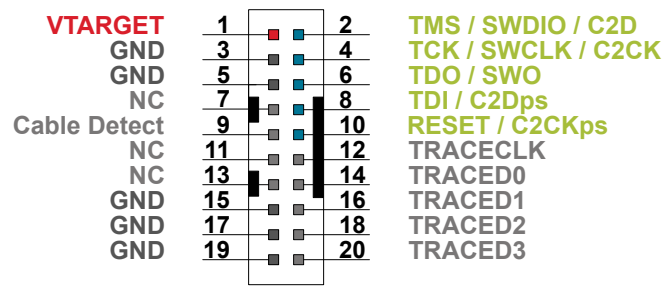 VTARGET 1 2 TMS / SWDIO / C2D
GND 3 4 TCK / SWCLK / C2CK
GND 5 6 TDO / SWO
NC 7 8 TDI / C2Dps
Cable Detect 9 10 RESET / C2CKps
NC 11 12 TRACECLK
NC 13 14 TRACED0
GND 15 16 TRACED1
GND 17 18 TRACED2
GND 19 20 TRACED3